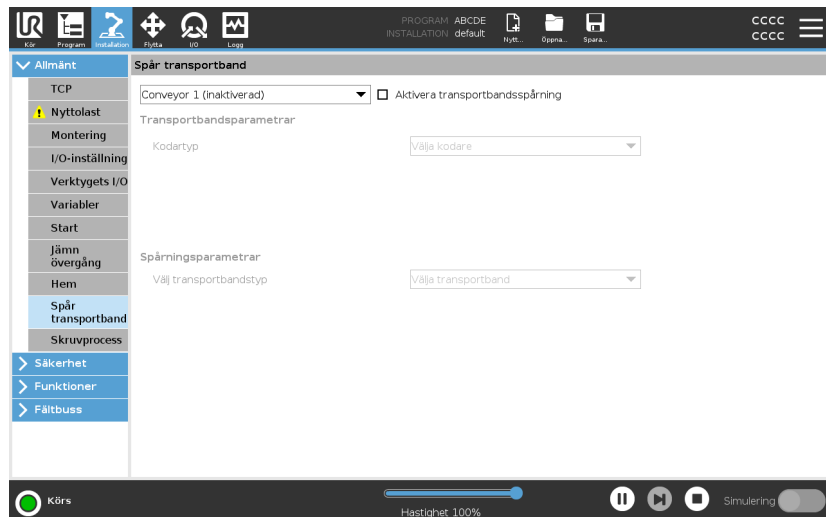 UR
PROGRAM ABCDE
INSTALLATION default
CCCC
CCCC
Kör
Program
Installation
Flytta
I/O
Logg
Nytt...
Öppna...
Spara...
Allmänt
Spår transportband
TCP
Nyttolast
Montering
I/O-inställning
Verktygets I/O
Variabler
Start
Jämn
övergång
Hem
Spår
transportband
Skruvprocess
Säkerhet
Funktioner
Fältbuss
Conveyor 1 (inaktiverad)
Aktivera transportbandsspårning
Transportbandsparametrar
Kodartyp
Välja kodare
Spårningsparametrar
Välj transportbandstyp
Välja transportband
Körs
Hastighet 100%
Simulering